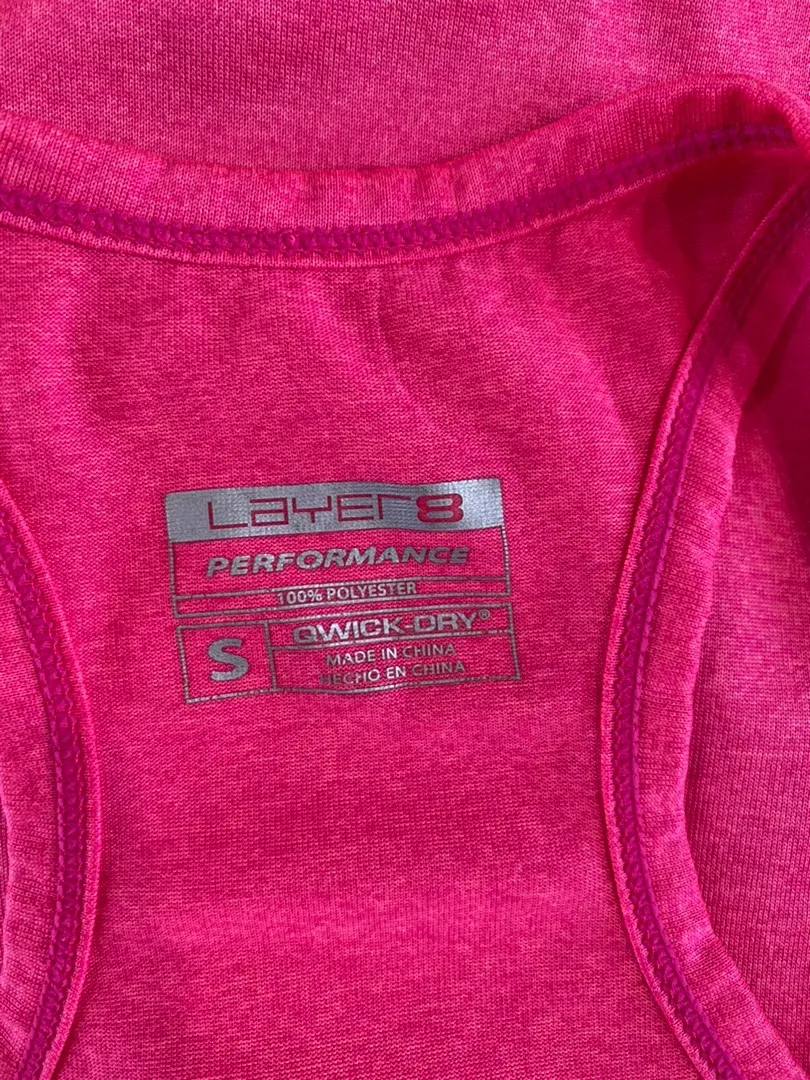 LAYER8
PERFORMANCE
100% POLYESTER
S
QWICK-DRY®
MADE IN CHINA
HECHO EN CHINA